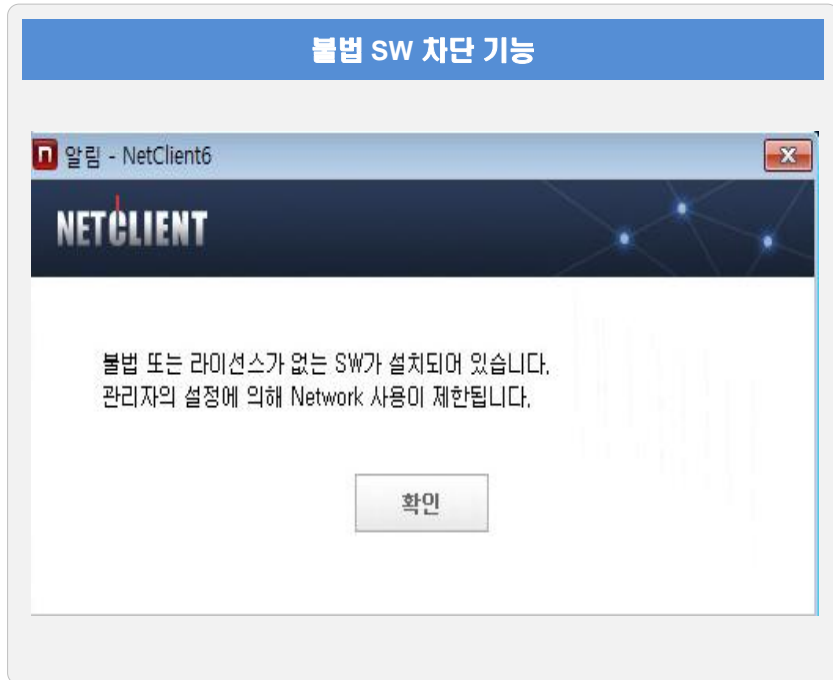 불법 SW 차단 기능
알림 - NetClient6
NETCLIENT
불법 또는 라이선스가 없는 SW가 설치되어 있습니다.
관리자의 설정에 의해 Network 사용이 제한됩니다.
확인